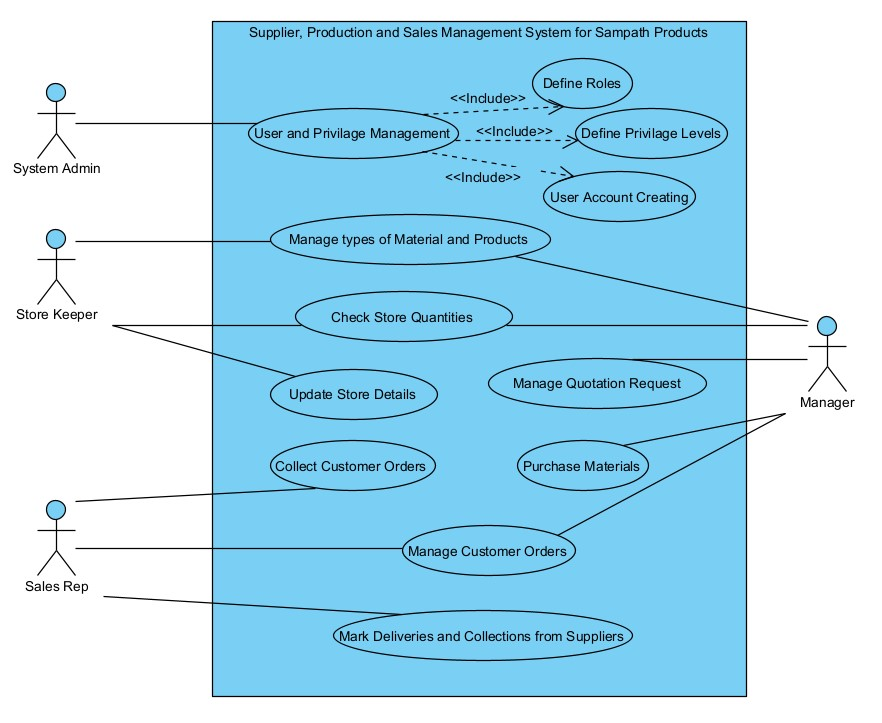 Supplier, Production and Sales Management System for Sampath Products
Define Roles
<<Include>>
User and Privilage Management
<<Include>>
Define Privilage Levels
<<Include>>
User Account Creating
System Admin
Manage types of Material and Products
Store Keeper
Check Store Quantities
Manage Quotation Request
Update Store Details
Manager
Collect Customer Orders
Purchase Materials
Manage Customer Orders
Sales Rep
Mark Deliveries and Collections from Suppliers